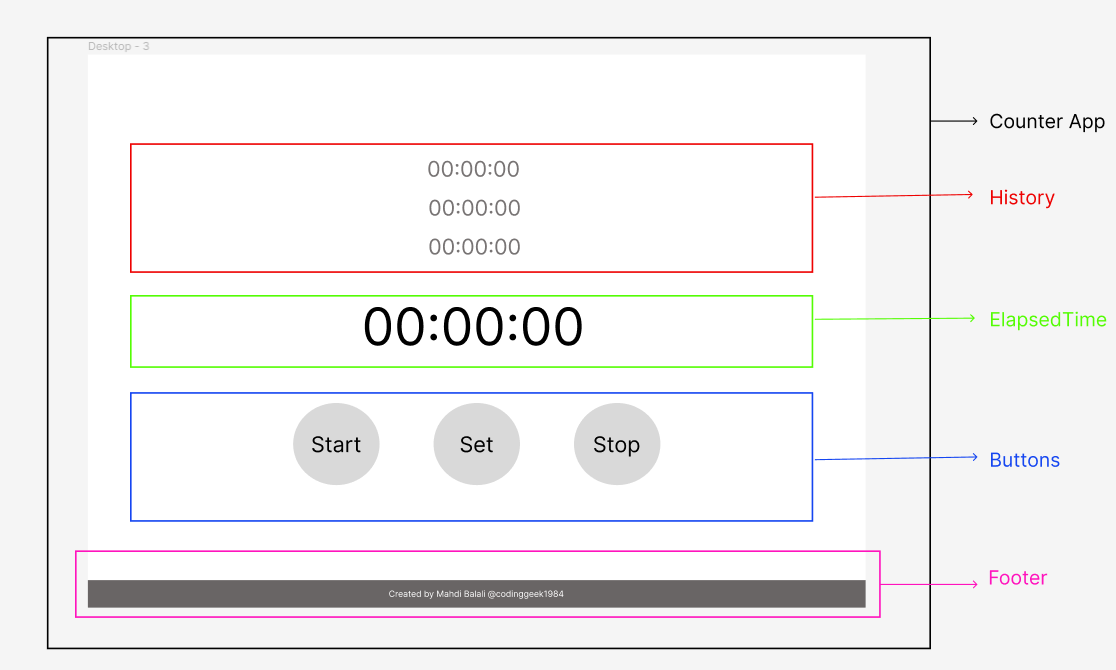 Desktop - 3
Counter App
00:00:00
00:00:00
00:00:00
History
00:00:00
ElapsedTime
Start
Set
Stop
Buttons
Footer
Created by Mahdi Balali @codinggeek1984